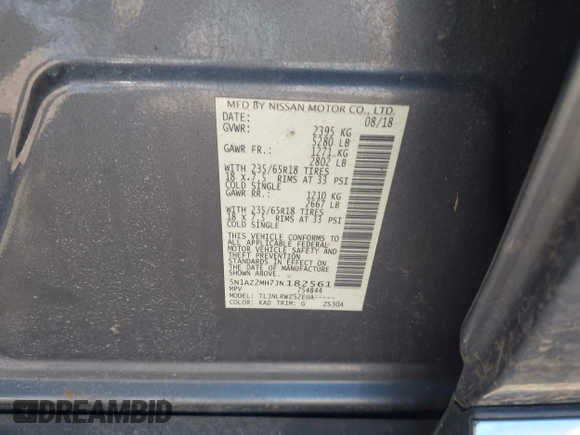 MFD BY NISSAN MOTOR CO., LTD.
DATE: 08/18
GVWR: 2395 KG
5280 LB
GAWR FR.: 1271 KG
2802 LB
WITH 235/65R18 TIRES
18 X 7.5 RIMS AT 33 PSI
COLD SINGLE
GAWR RR.: 1210 KG
2667 LB
WITH 235/65R18 TIRES
18 X 7.5 RIMS AT 33 PSI
COLD SINGLE
THIS VEHICLE CONFORMS TO
ALL APPLICABLE FEDERAL
MOTOR VEHICLE SAFETY AND
THEFT PREVENTION
STANDARDS IN EFFECT ON
THE DATE OF MANUFACTURE
SHOWN ABOVE.
5N1AZ2MH7JN182561
MPV 754844
MODEL: TLJNLRWZ52EUA-----
COLOR: KAD TRIM: G 2530A
DREAMBID